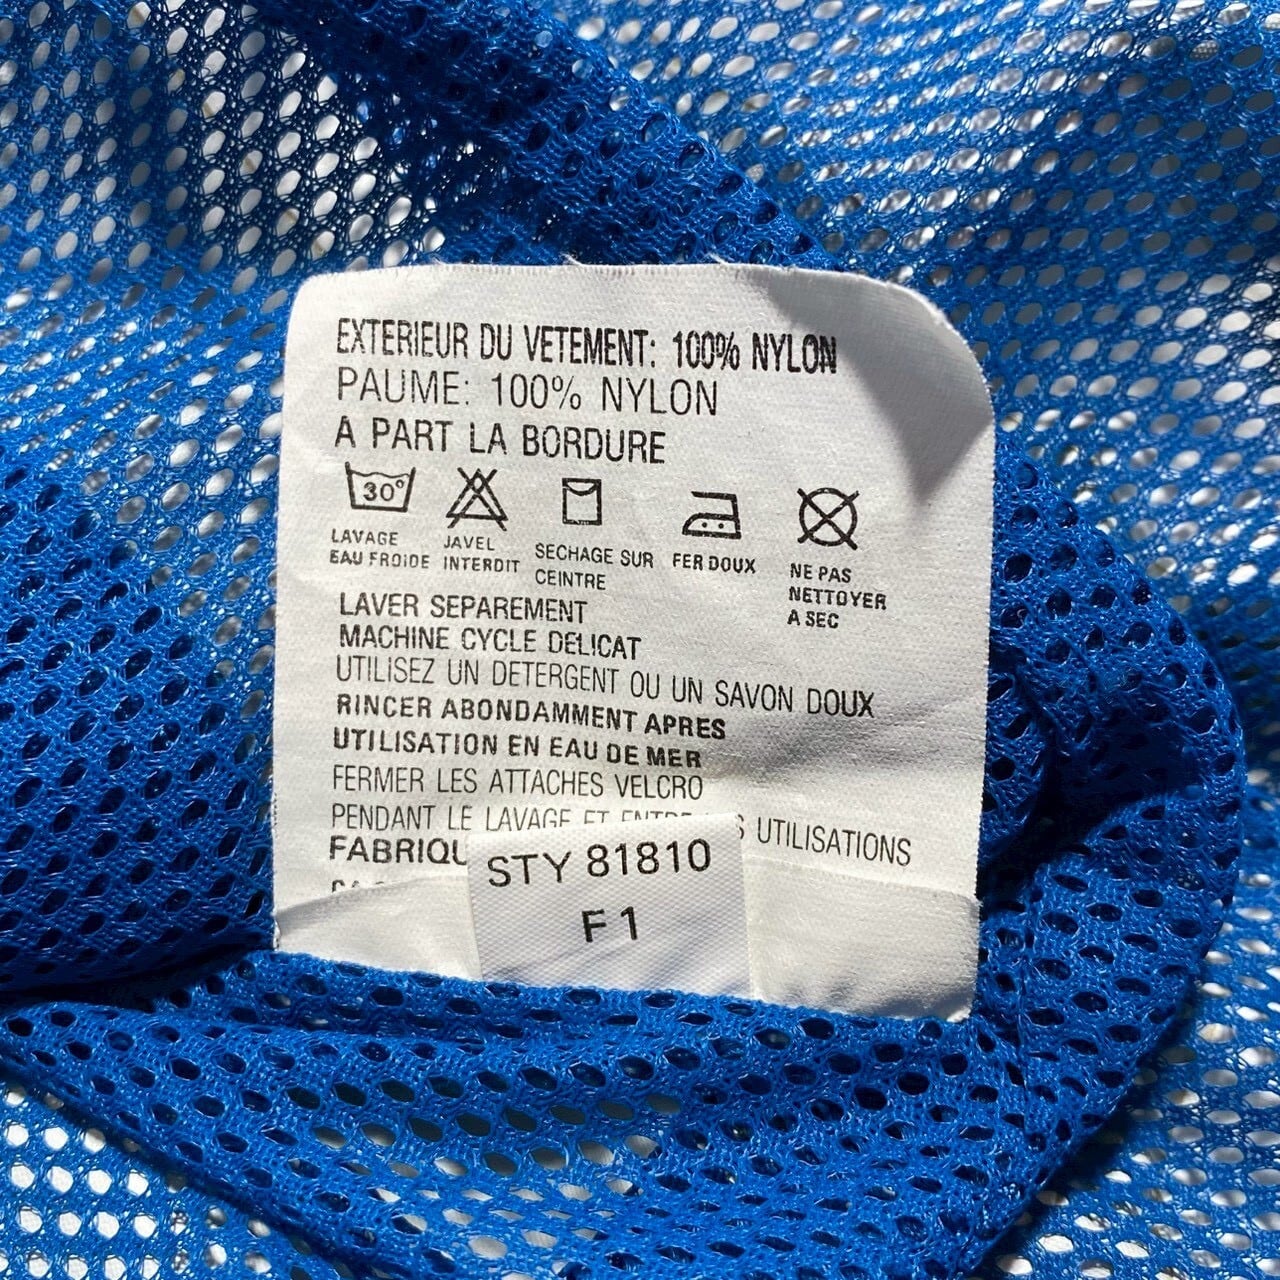 EXTERIEUR DU VETEMENT: 100% NYLON
PAUME: 100% NYLON
À PART LA BORDURE
30°
LAVAGE
EAU FROIDE
JAVEL
INTERDIT
SECHAGE SUR
CEINTRE
FER DOUX
NE PAS
NETTOYER
A SEC
LAVER SEPAREMENT
MACHINE CYCLE DELICAT
UTILISEZ UN DETERGENT OU UN SAVON DOUX
RINCER ABONDAMMENT APRES
UTILISATION EN EAU DE MER
FERMER LES ATTACHES VELCRO
PENDANT LE LAVAGE ET ENTRE S UTILISATIONS
FABRIQU
STY 81810
F 1